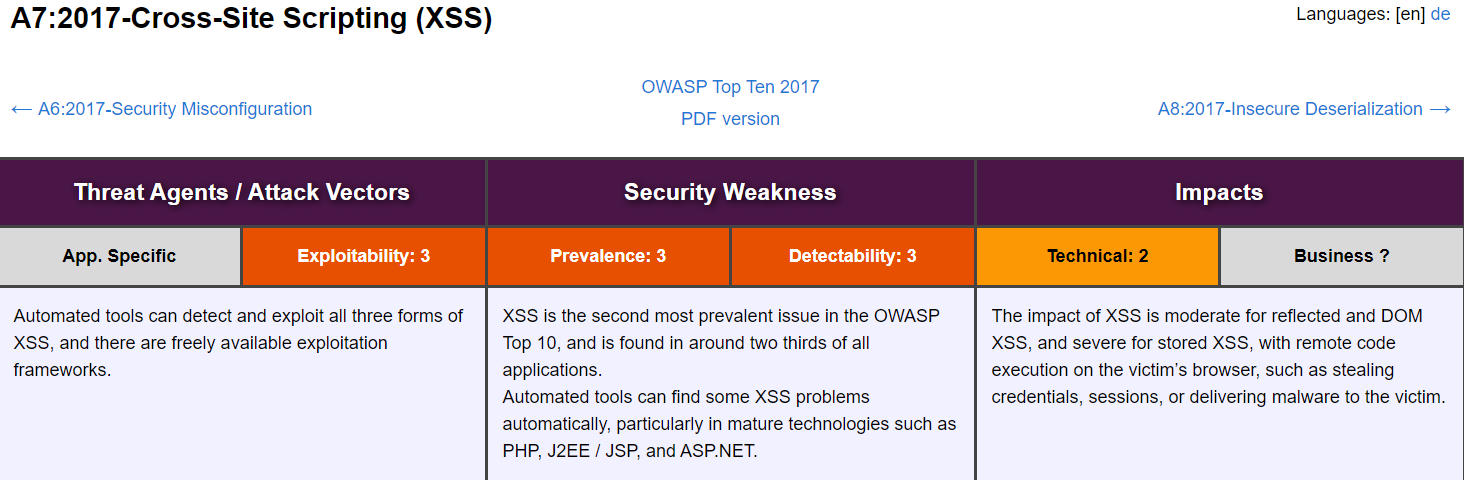 A7:2017-Cross-Site Scripting (XSS)
Languages: [en] de
← A6:2017-Security Misconfiguration
OWASP Top Ten 2017
PDF version
A8:2017-Insecure Deserialization →
Threat Agents / Attack Vectors
Security Weakness
Impacts
App. Specific
Exploitability: 3
Prevalence: 3
Detectability: 3
Technical: 2
Business ?
Automated tools can detect and exploit all three forms of
XSS, and there are freely available exploitation
frameworks.
XSS is the second most prevalent issue in the OWASP
Top 10, and is found in around two thirds of all
applications.
Automated tools can find some XSS problems
automatically, particularly in mature technologies such as
PHP, J2EE / JSP, and ASP.NET.
The impact of XSS is moderate for reflected and DOM
XSS, and severe for stored XSS, with remote code
execution on the victim’s browser, such as stealing
credentials, sessions, or delivering malware to the victim.